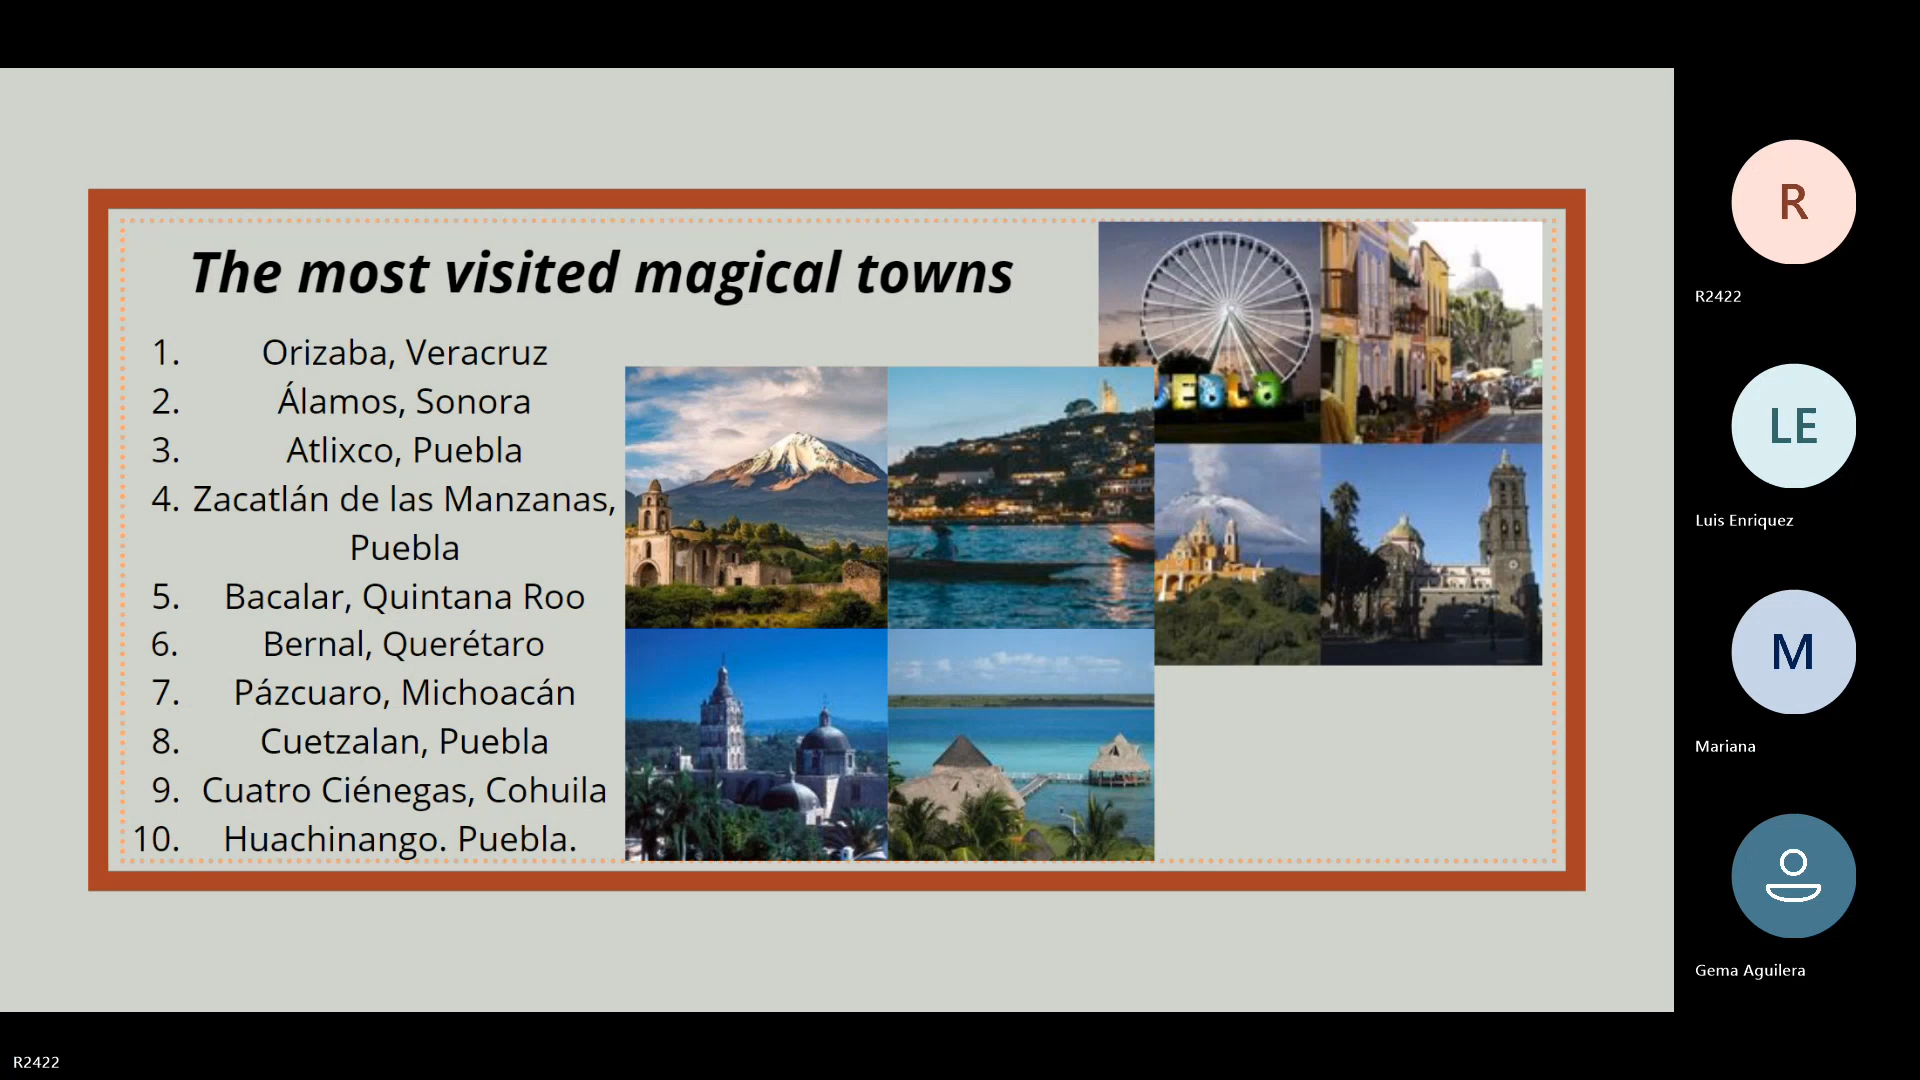 The most visited magical towns
1. Orizaba, Veracruz
2. Álamos, Sonora
3. Atlixco, Puebla
4. Zacatlán de las Manzanas,
Puebla
5. Bacalar, Quintana Roo
6. Bernal, Querétaro
7. Pázcuaro, Michoacán
8. Cuetzalan, Puebla
9. Cuatro Ciénegas, Cohuila
10. Huachinango. Puebla.
UEBLA
R
R2422
LE
Luis Enriquez
M
Mariana
Gema Aguilera
R2422